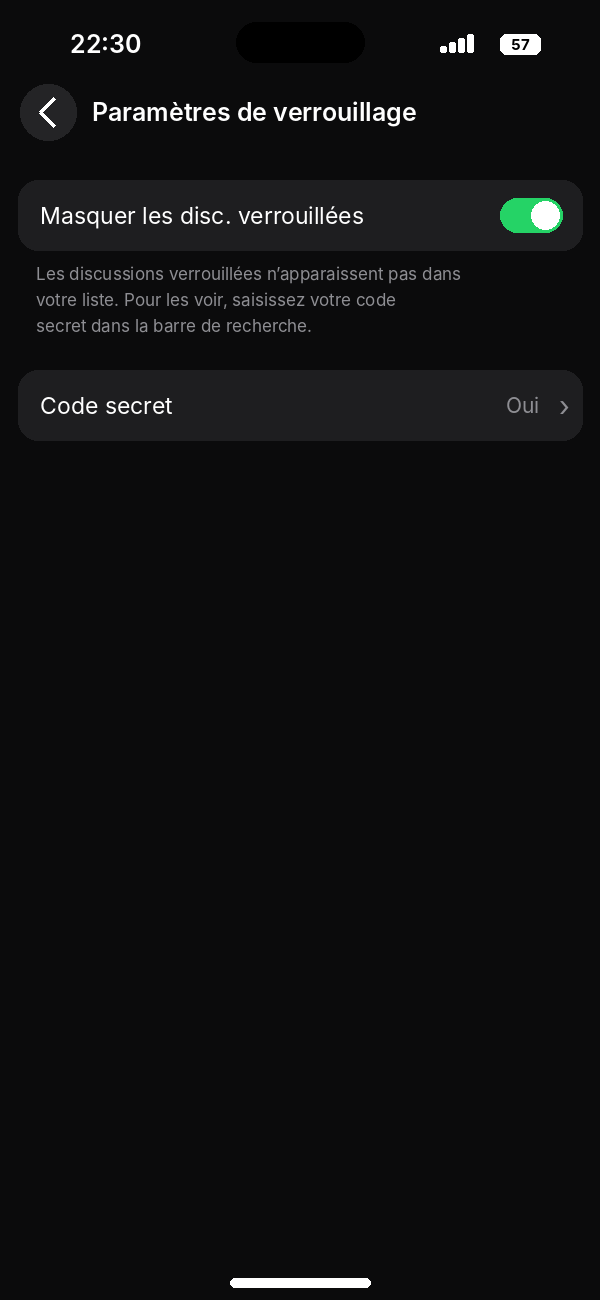 22:30
57
Paramètres de verrouillage
Masquer les disc. verrouillées
Les discussions verrouillées n’apparaissent pas dans
votre liste. Pour les voir, saisissez votre code
secret dans la barre de recherche.
Code secret
Oui